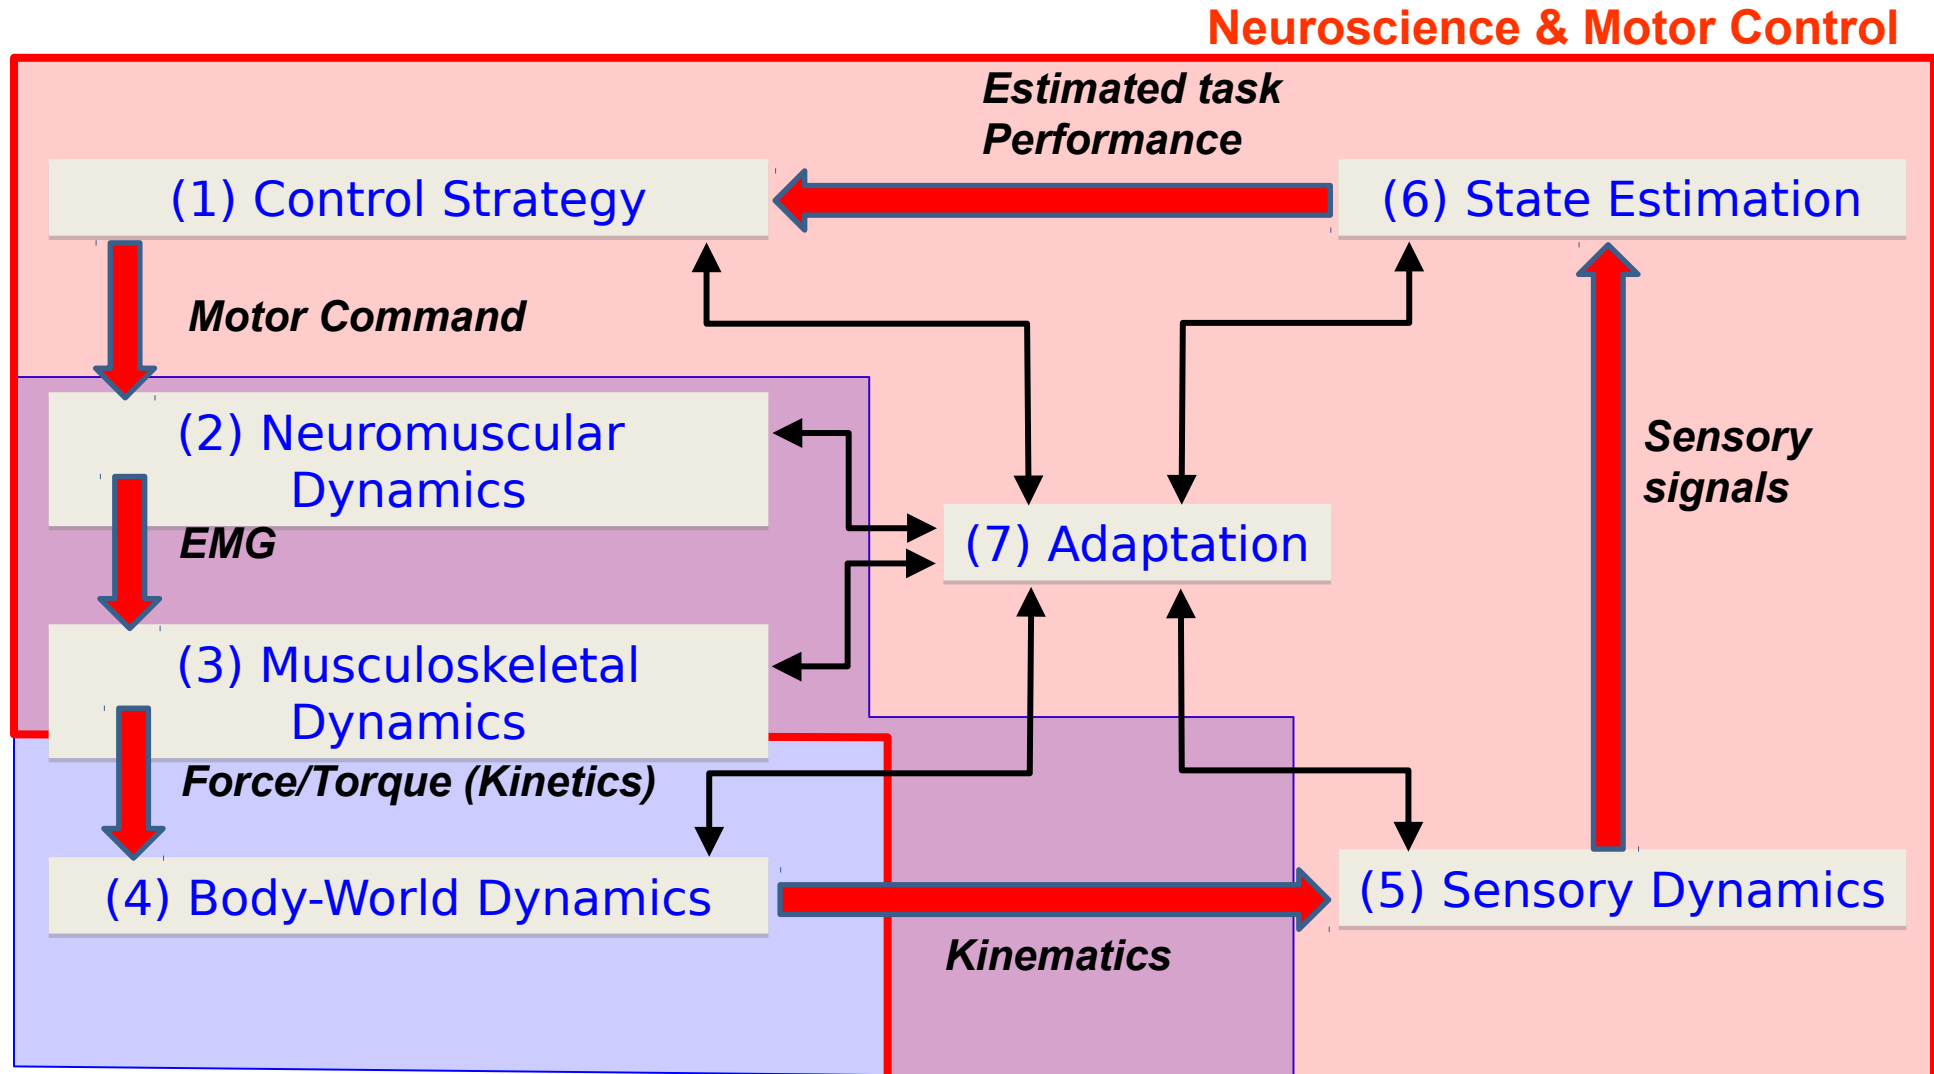 Neuroscience & Motor Control
Estimated task
Performance
(1) Control Strategy
(6) State Estimation
Motor Command
(2) Neuromuscular
Dynamics
Sensory
signals
EMG
(7) Adaptation
(3) Musculoskeletal
Dynamics
Force/Torque (Kinetics)
(4) Body-World Dynamics
(5) Sensory Dynamics
Kinematics